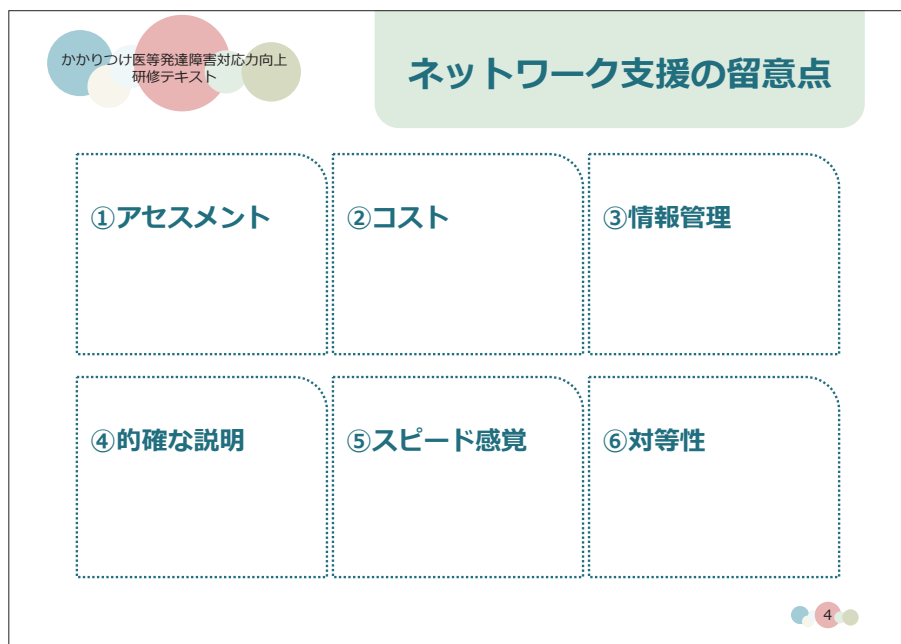 かかりつけ医等発達障害対応力向上
研修テキスト
ネットワーク支援の留意点
①アセスメント
②コスト
③情報管理
④的確な説明
⑤スピード感覚
⑥対等性
4